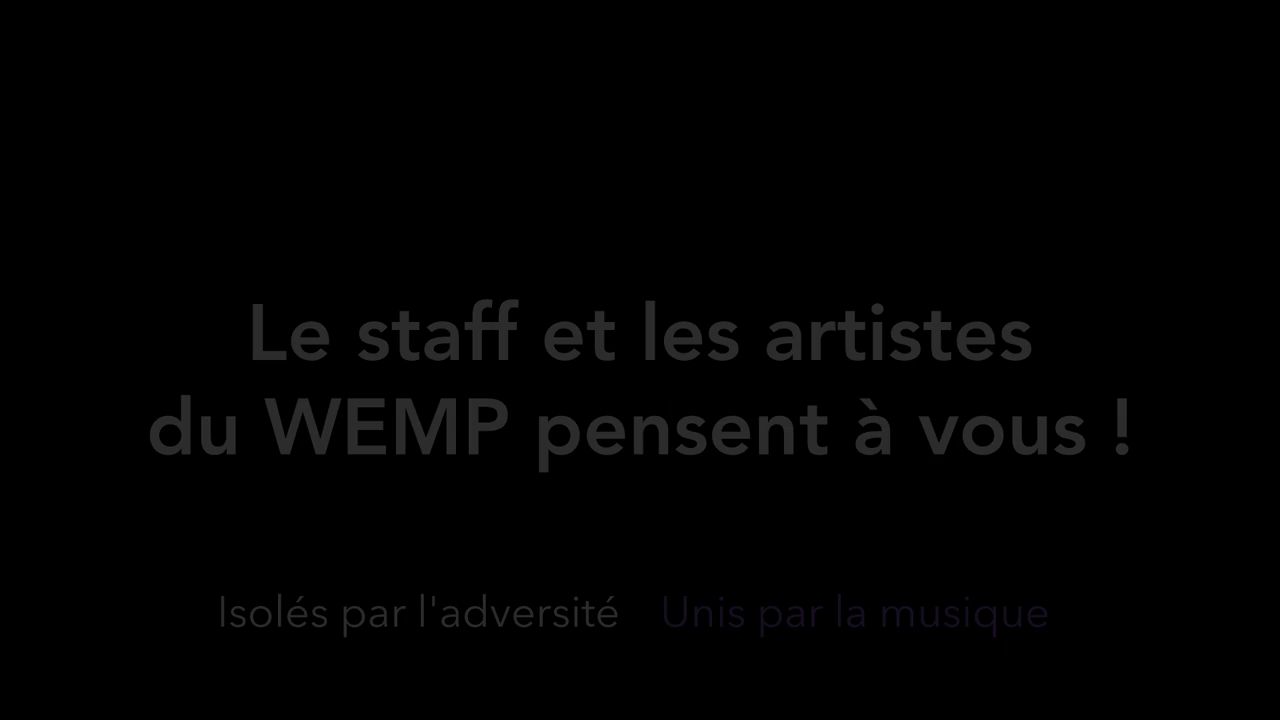 Le staff et les artistes
du WEMP pensent à vous !
Isolés par l'adversité Unis par la musique